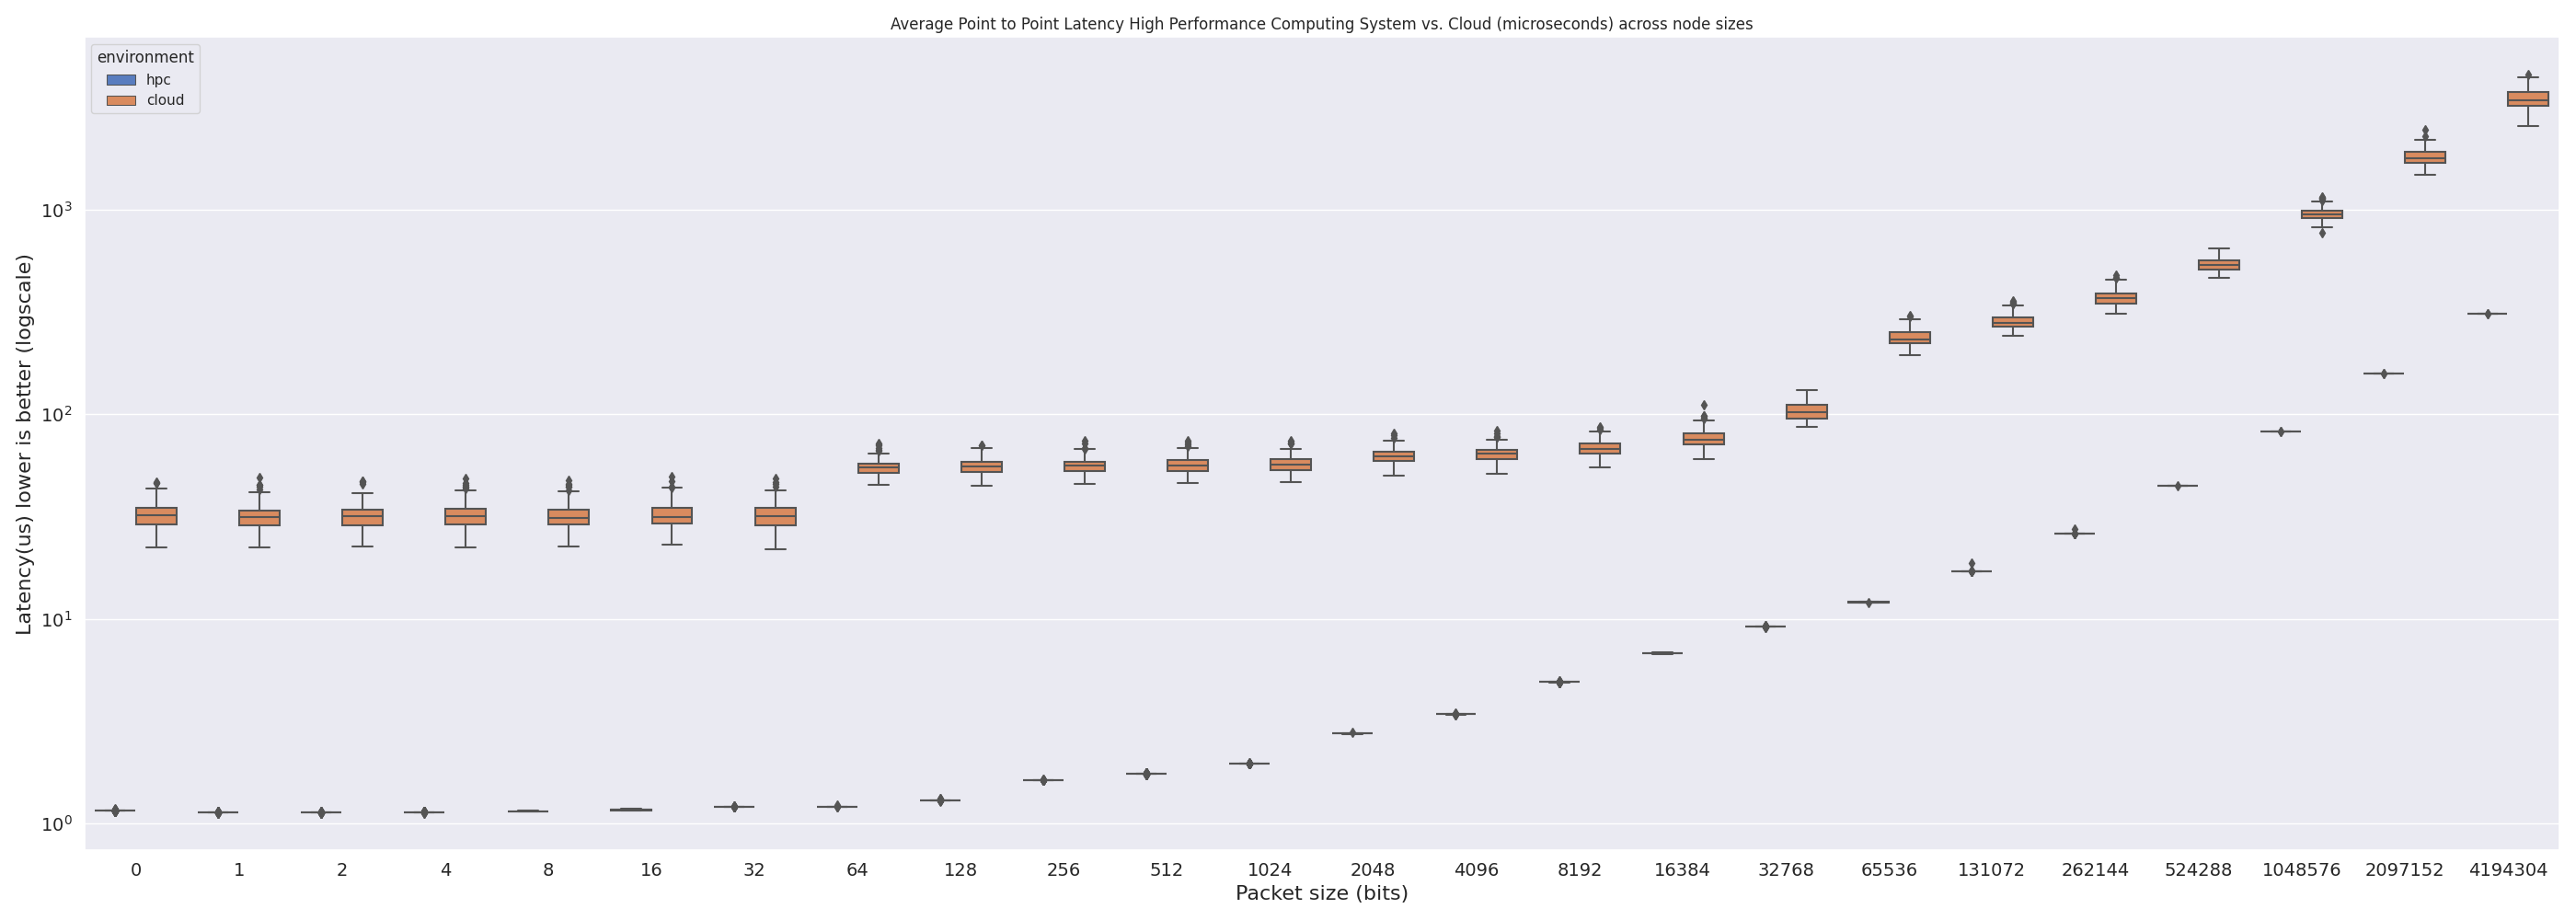 Average Point to Point Latency High Performance Computing System vs. Cloud (microseconds) across node sizes
environment
hpc
cloud
Latency(us) lower is better (logscale)
10³
10²
10¹
10⁰
0 1 2 4 8 16 32 64 128 256 512 1024 2048 4096 8192 16384 32768 65536 131072 262144 524288 1048576 2097152 4194304
Packet size (bits)